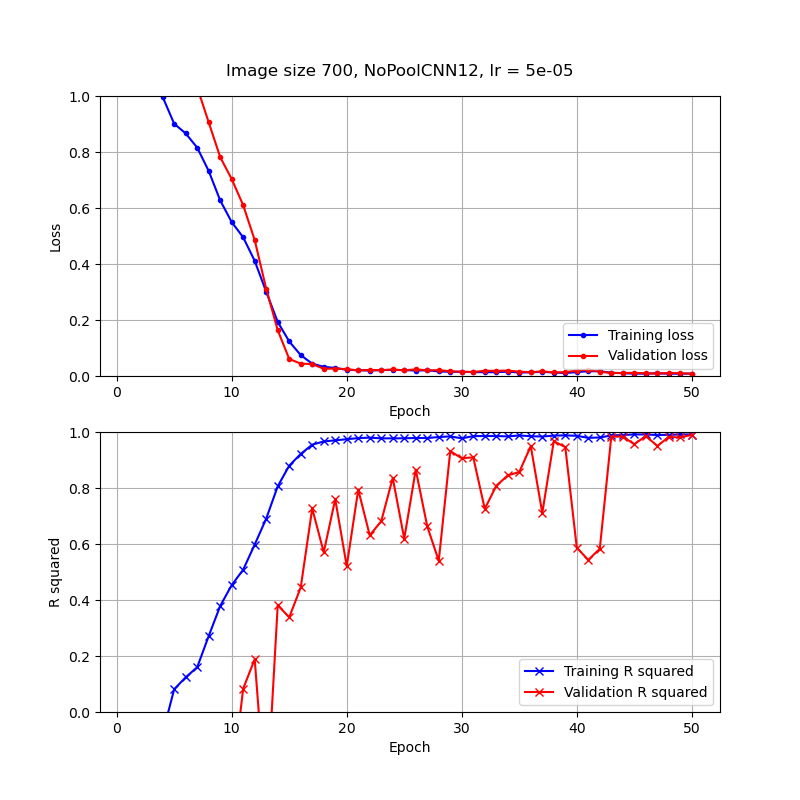 Image size 700, NoPoolCNN12, lr = 5e-05
1.0
0.8
0.6
0.4
0.2
0.0
Loss
Training loss
Validation loss
0 10 20 30 40 50
Epoch
1.0
0.8
0.6
0.4
0.2
0.0
R squared
Training R squared
Validation R squared
0 10 20 30 40 50
Epoch